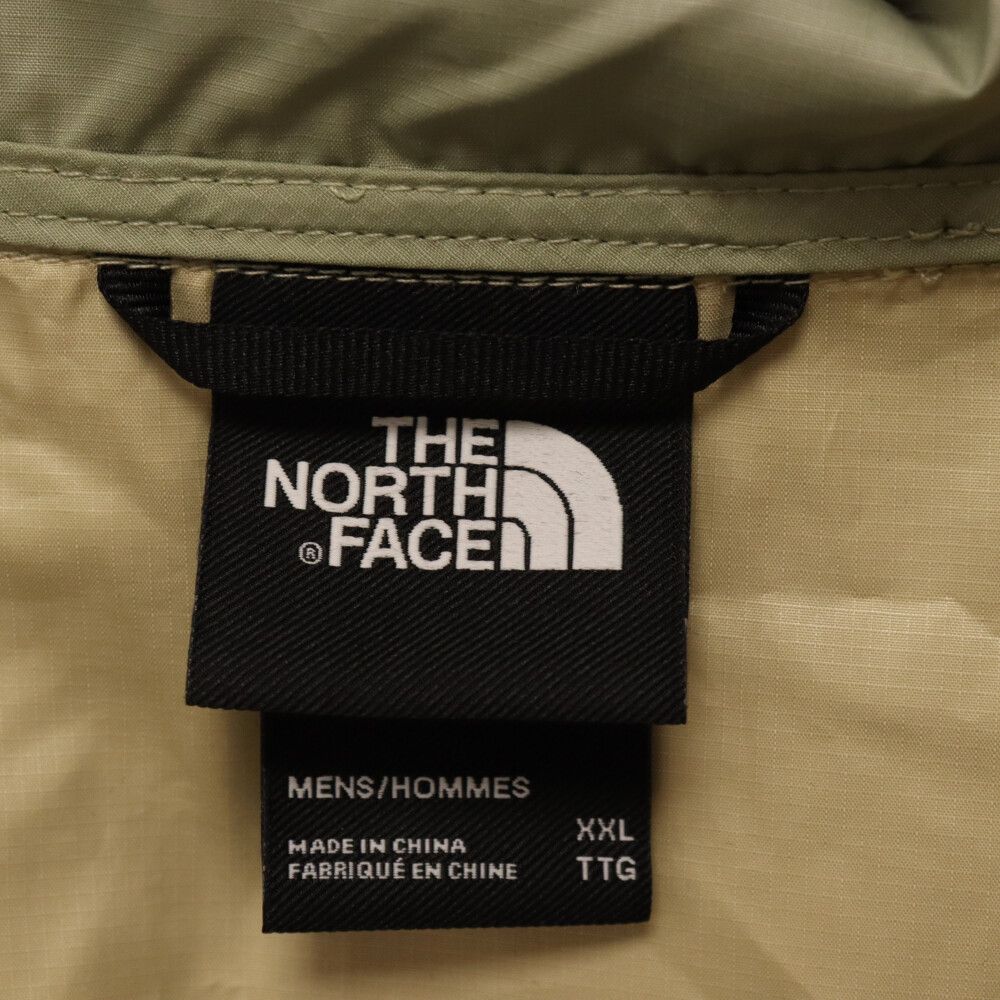 THE
NORTH
® FACE
MENS/HOMMES
XXL
MADE IN CHINA
FABRIQUÉ EN CHINE
TTG